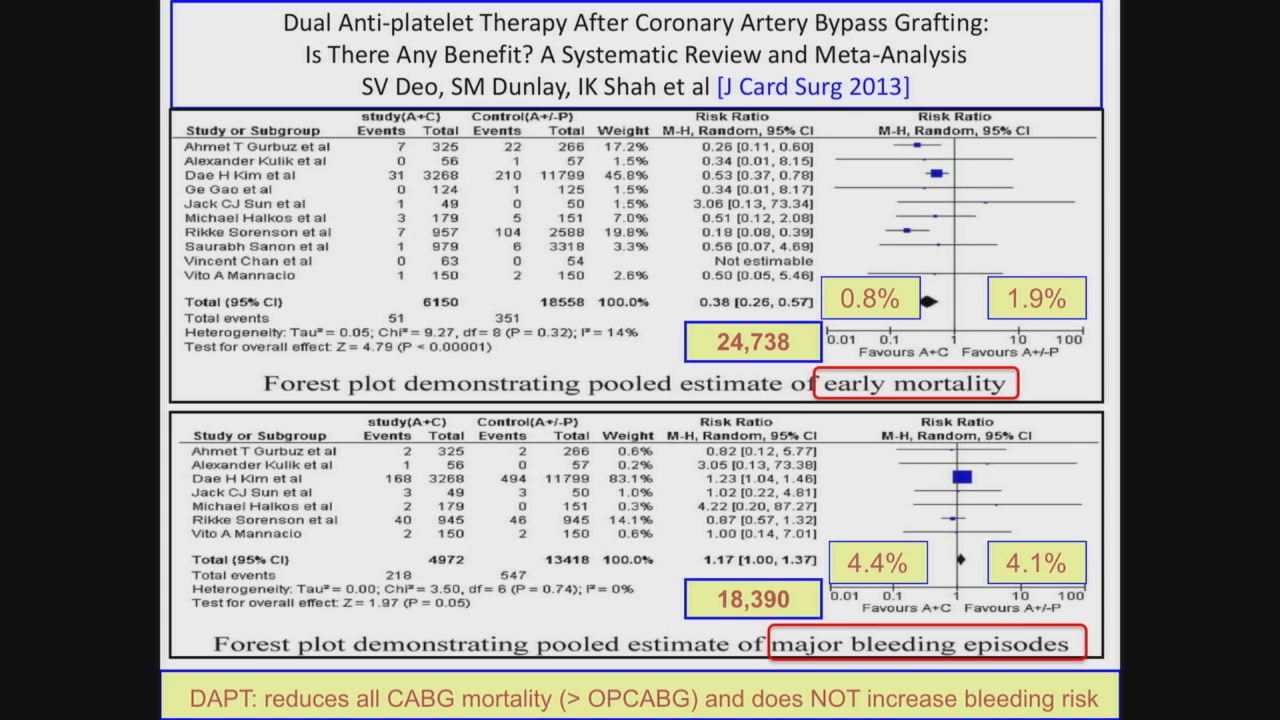 Dual Anti-platelet Therapy After Coronary Artery Bypass Grafting:
Is There Any Benefit? A Systematic Review and Meta-Analysis
SV Deo, SM Dunlay, IK Shah et al [J Card Surg 2013]
study(A+C) Control(A+/-P) Risk Ratio Risk Ratio
Study or Subgroup Events Total Events Total Weight M-H, Random, 95% CI M-H, Random, 95% CI
Ahmet T Gurbuz et al 7 325 22 266 17.2% 0.26 [0.11, 0.60]
Alexander Kulik et al 0 56 1 57 1.5% 0.34 [0.01, 8.15]
Dae H Kim et al 31 3268 210 11799 45.8% 0.53 [0.37, 0.78]
Ge Gao et al 0 124 1 125 1.5% 0.34 [0.01, 8.17]
Jack CJ Sun et al 1 49 0 50 1.5% 3.06 [0.13, 73.34]
Michael Halkos et al 3 179 5 151 7.0% 0.51 [0.12, 2.08]
Rikke Sorenson et al 7 957 104 2588 19.8% 0.18 [0.08, 0.39]
Saurabh Sanon et al 1 979 6 3318 3.3% 0.56 [0.07, 4.69]
Vincent Chan et al 0 63 0 54 Not estimable
Vito A Mannacio 1 150 2 150 2.6% 0.50 [0.05, 5.46]
Total (95% CI) 6150 18558 100.0% 0.38 [0.26, 0.57] 0.8% 1.9%
Total events 51 351
Heterogeneity: Tau² = 0.05; Chi² = 9.27, df = 8 (P = 0.32); I² = 14%
Test for overall effect: Z = 4.79 (P < 0.00001)
24,738
0.01 0.1 1 10 100
Favours A+C Favours A+/-P
Forest plot demonstrating pooled estimate of early mortality
study(A+C) Control(A+/-P) Risk Ratio Risk Ratio
Study or Subgroup Events Total Events Total Weight M-H, Random, 95% CI M-H, Random, 95% CI
Ahmet T Gurbuz et al 2 325 2 266 0.6% 0.82 [0.12, 5.77]
Alexander Kulik et al 1 56 0 57 0.2% 3.05 [0.13, 73.38]
Dae H Kim et al 168 3268 494 11799 83.1% 1.23 [1.04, 1.46]
Jack CJ Sun et al 3 49 3 50 1.0% 1.02 [0.22, 4.81]
Michael Halkos et al 2 179 0 151 0.3% 4.22 [0.20, 87.27]
Rikke Sorenson et al 40 945 46 945 14.1% 0.87 [0.57, 1.32]
Vito A Mannacio 2 150 2 150 0.6% 1.00 [0.14, 7.01]
Total (95% CI) 4972 13418 100.0% 1.17 [1.00, 1.37] 4.4% 4.1%
Total events 218 547
Heterogeneity: Tau² = 0.00; Chi² = 3.50, df = 6 (P = 0.74); I² = 0%
Test for overall effect: Z = 1.97 (P = 0.05)
18,390
0.01 0.1 1 10 100
Favours A+C Favours A+/-P
Forest plot demonstrating pooled estimate of major bleeding episodes
DAPT: reduces all CABG mortality (> OPCABG) and does NOT increase bleeding risk